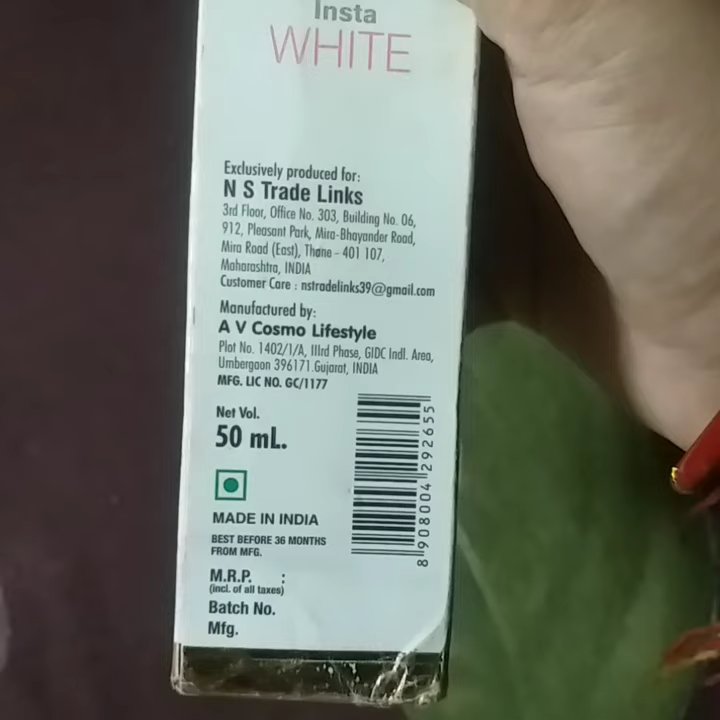 Insta
WHITE
Exclusively produced for:
N S Trade Links
3rd Floor, Office No. 303, Building No. 06,
912, Pleasant Park, Mira-Bhayander Road,
Mira Road (East), Thane - 401 107,
Maharashtra, INDIA
Customer Care : nstradelinks39@gmail.com
Manufactured by:
A V Cosmo Lifestyle
Plot No. 1402/1/A, IIIrd Phase, GIDC Indl. Area,
Umbergaon 396171.Gujarat, INDIA
MFG. LIC NO. GC/1177
Net Vol.
50 mL.
8 908004 292655
MADE IN INDIA
BEST BEFORE 36 MONTHS
FROM MFG.
M.R.P. :
(incl. of all taxes)
Batch No.
Mfg.